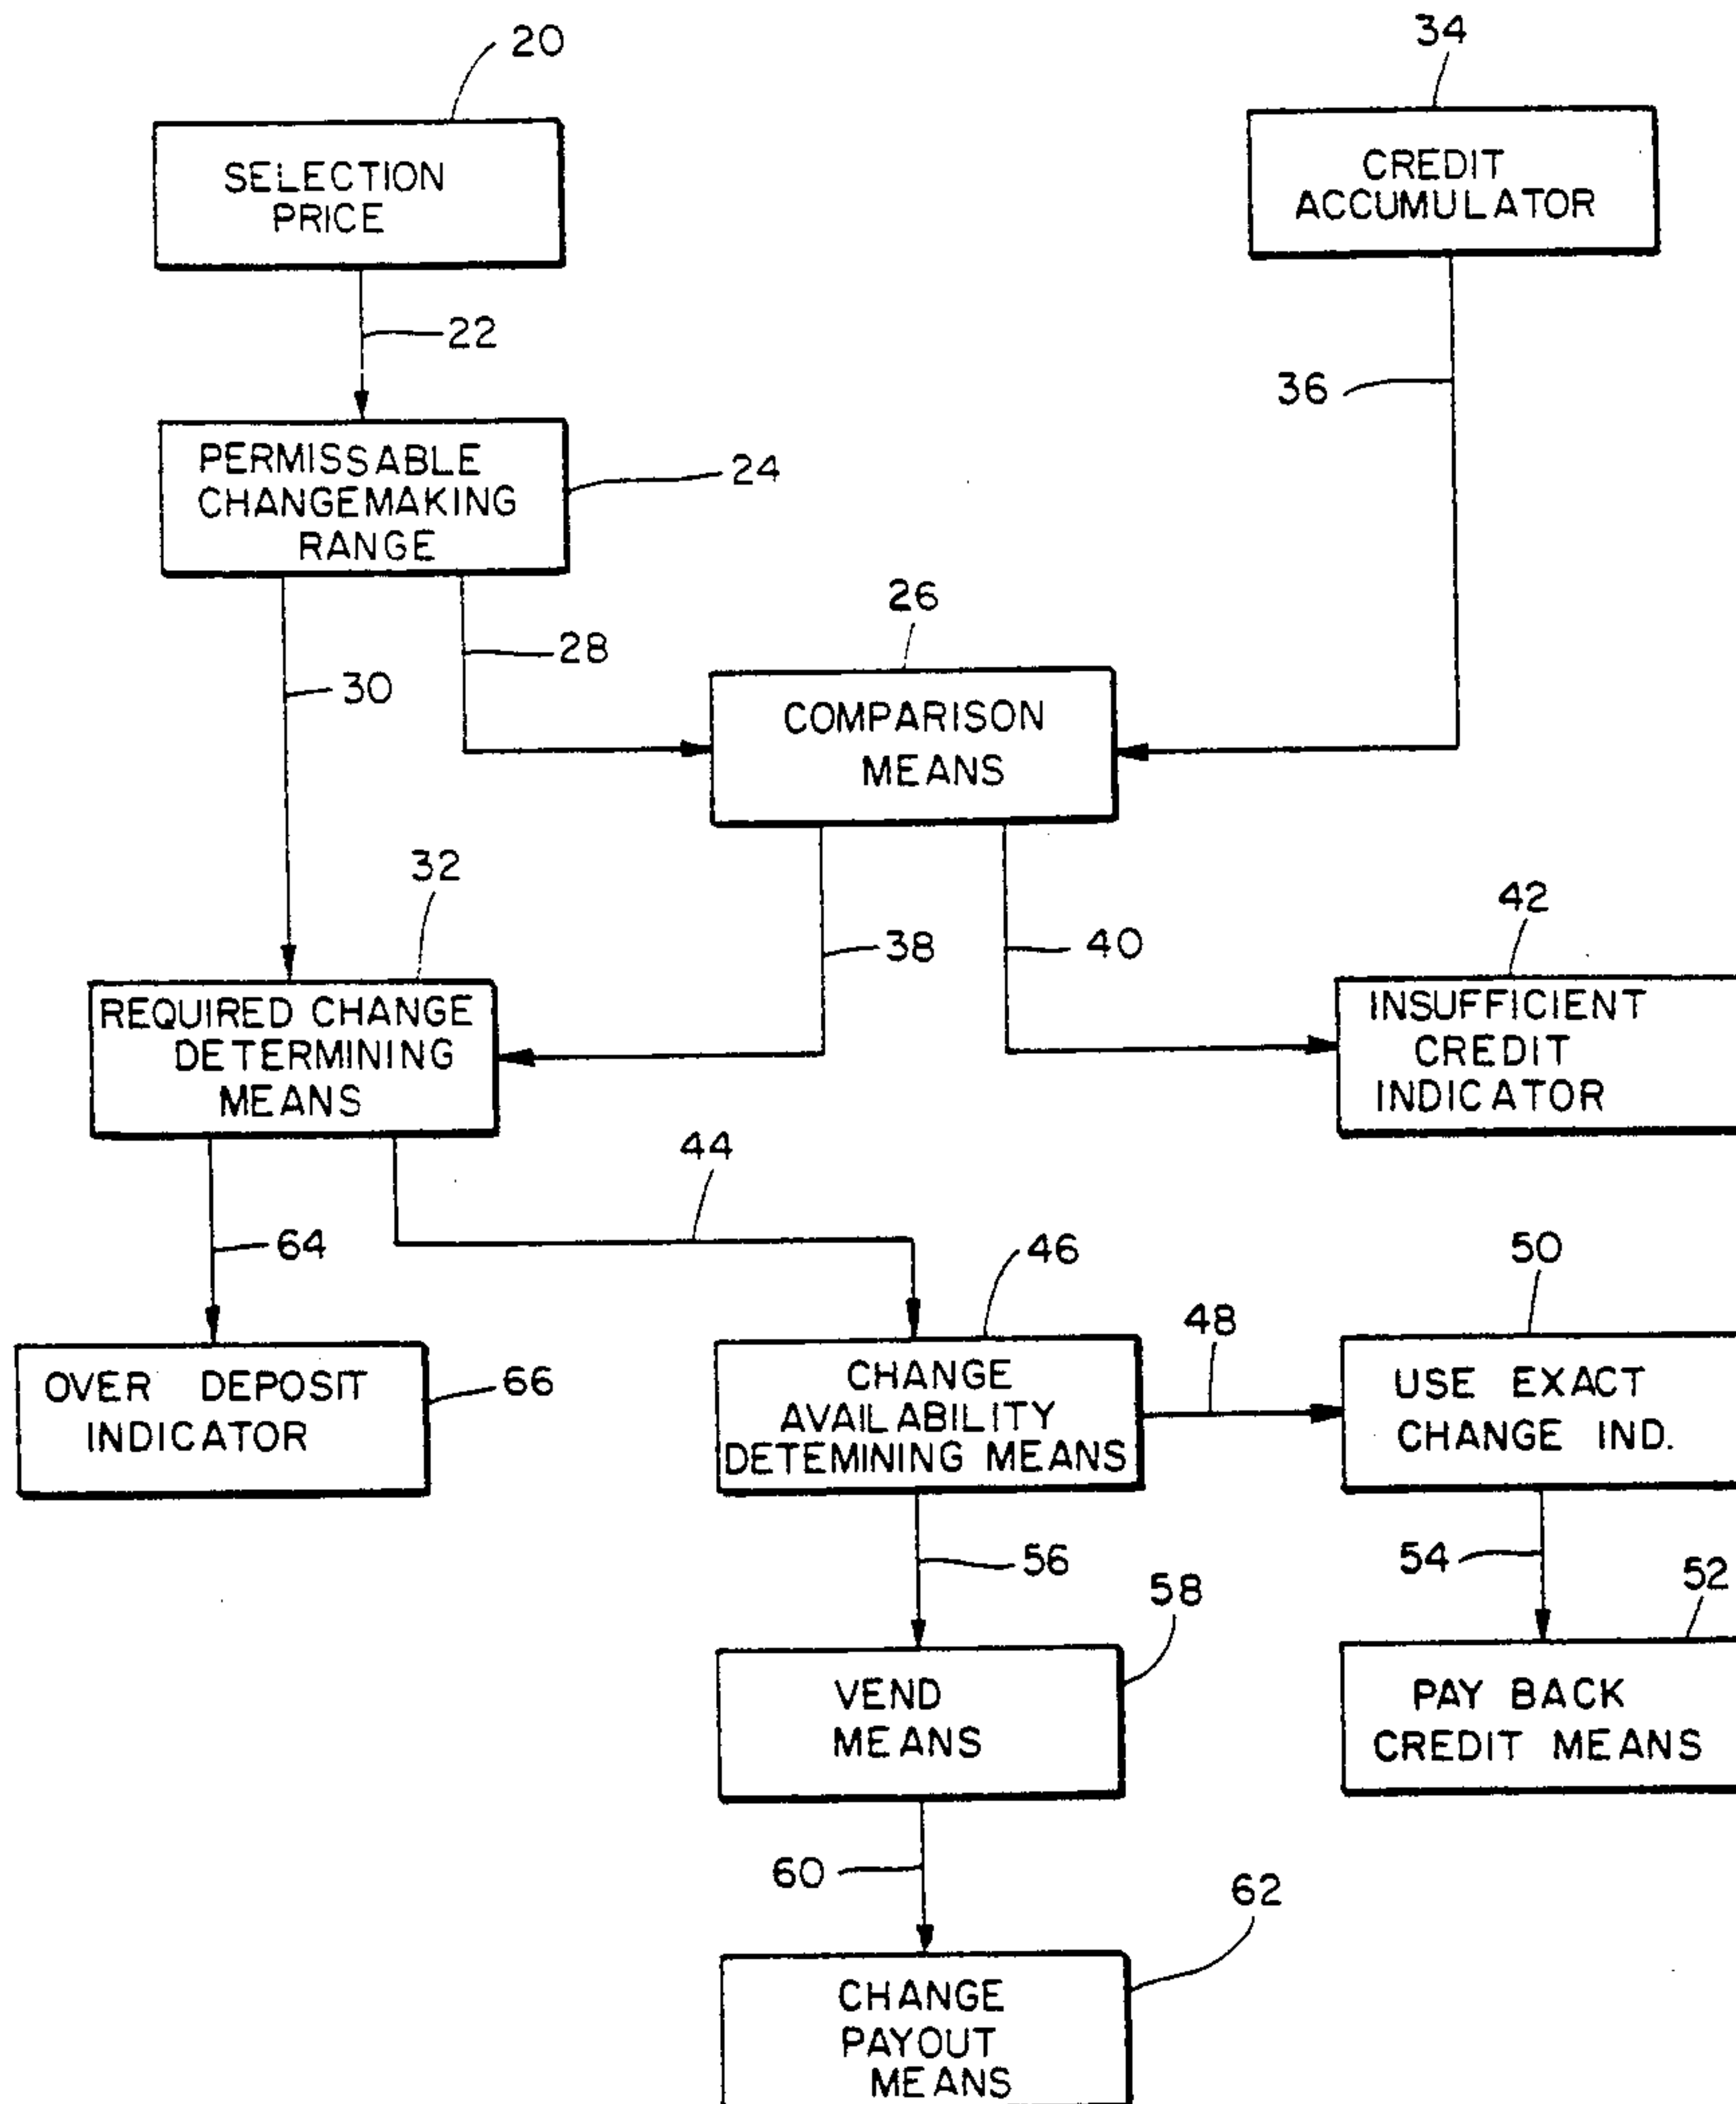 20
34
SELECTION
PRICE
CREDIT
ACCUMULATOR
22
36
PERMISSABLE
CHANGEMAKING
RANGE
24
26
28
30
COMPARISON
MEANS
32
38
40
42
REQUIRED CHANGE
DETERMINING
MEANS
INSUFFICIENT
CREDIT
INDICATOR
44
64
46
48
50
OVER DEPOSIT
INDICATOR
66
CHANGE
AVAILABILITY
DETEMINING MEANS
USE EXACT
CHANGE IND.
56
54
58
52
VEND
MEANS
PAY BACK
CREDIT MEANS
60
62
CHANGE
PAYOUT
MEANS